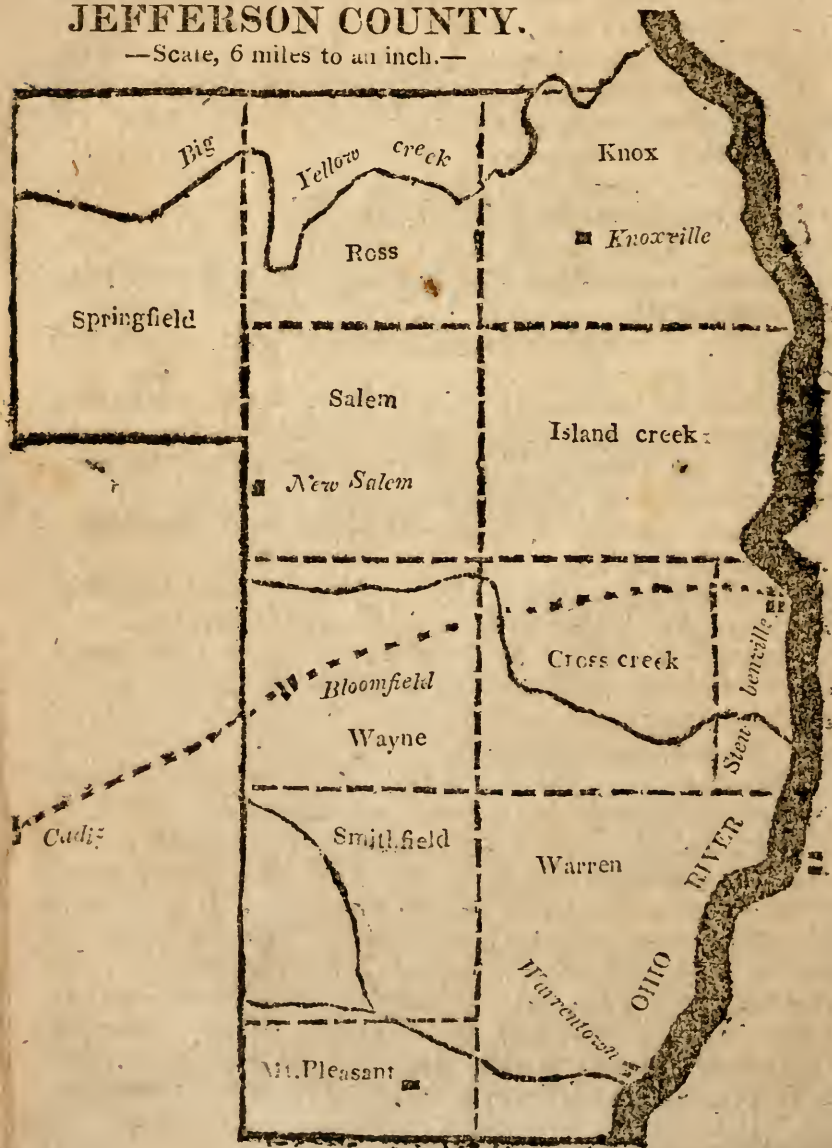 JEFFERSON COUNTY.
—Scale, 6 miles to an inch.—
Big Yellow creek
Knox
Knoxville
Ross
Springfield
Salem
Island creek
New Salem
Cross creek
Steubenville
Bloomfield
Wayne
Cadiz
Smithfield
Warren
OHIO RIVER
Warrentown
Mt. Pleasant